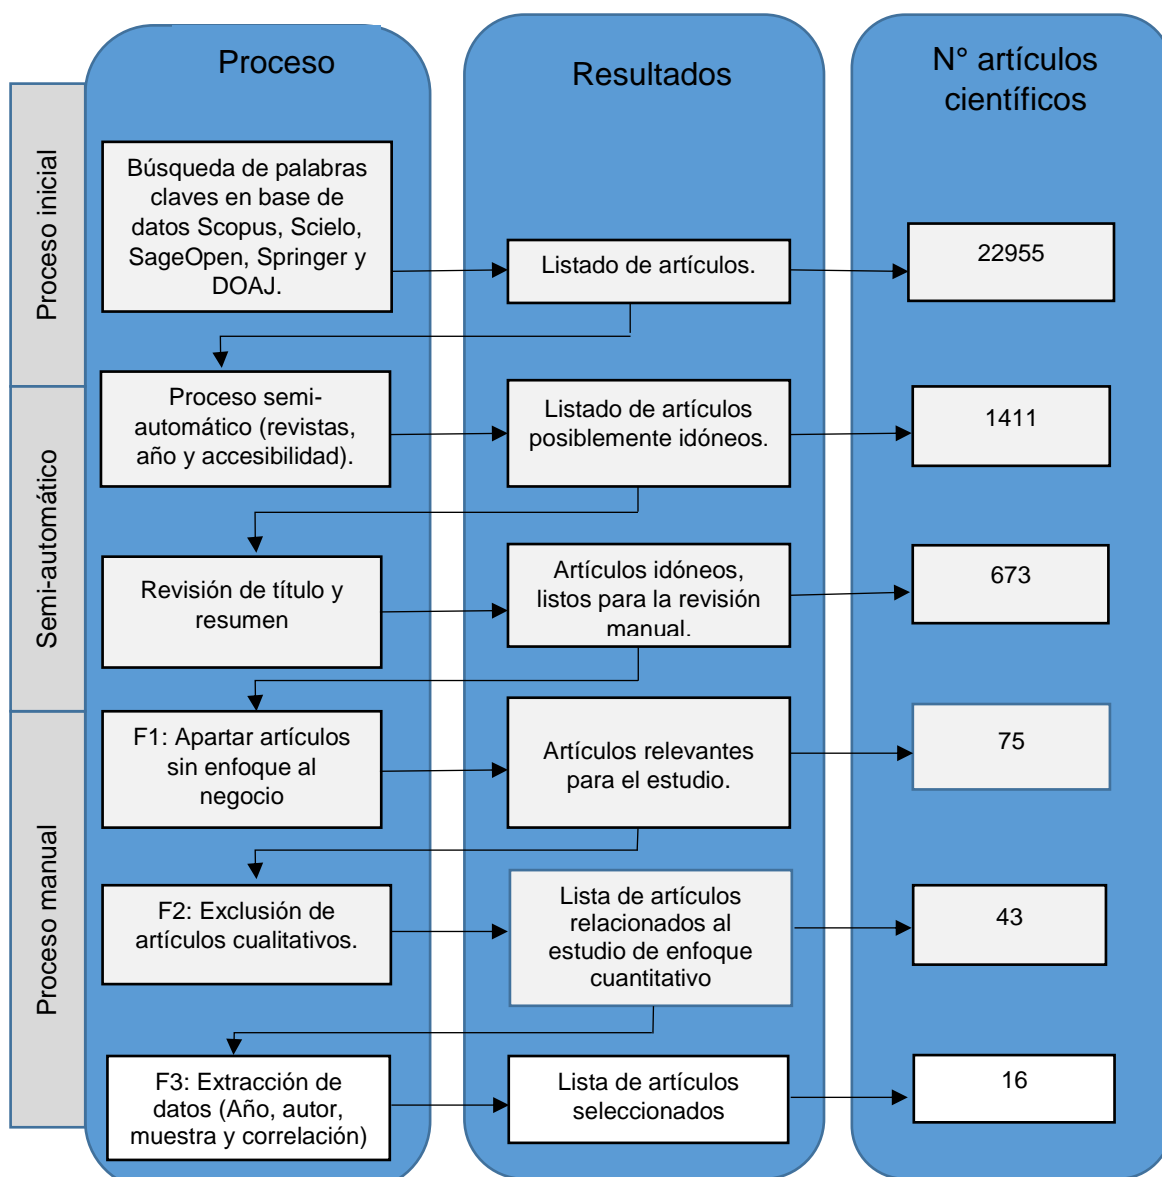 Proceso
Resultados
N° artículos
científicos
Proceso inicial
Búsqueda de palabras
claves en base de
datos Scopus, Scielo,
SageOpen, Springer y
DOAJ.
Listado de artículos.
22955
Semi-automático
Proceso semi-
automático (revistas,
año y accesibilidad).
Listado de artículos
posiblemente idóneos.
1411
Revisión de título y
resumen
Artículos idóneos,
listos para la revisión
manual.
673
Proceso manual
F1: Apartar artículos
sin enfoque al
negocio
Artículos relevantes
para el estudio.
75
F2: Exclusión de
artículos cualitativos.
Lista de artículos
relacionados al
estudio de enfoque
cuantitativo
43
F3: Extracción de
datos (Año, autor,
muestra y correlación)
Lista de artículos
seleccionados
16